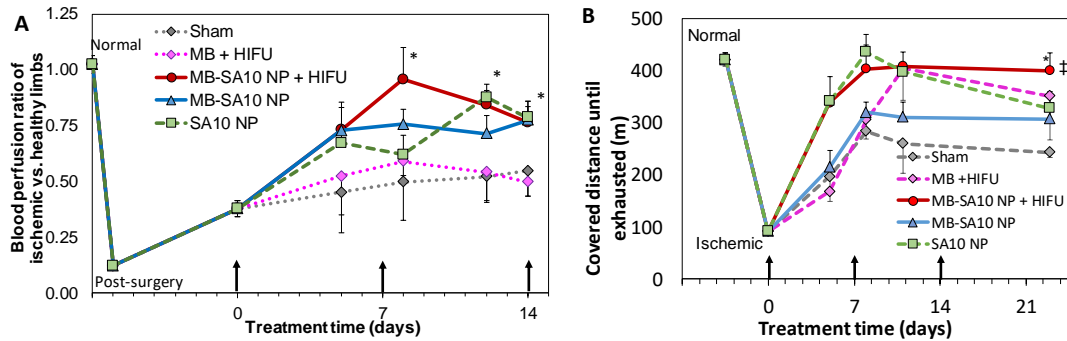 A
Blood perfusion ratio of
ischemic vs. healthy limbs
1.25
1.00
0.75
0.50
0.25
0.00
Normal
Post-surgery
Sham
MB + HIFU
MB-SA10 NP + HIFU
MB-SA10 NP
SA10 NP
*
*
*
0
7
14
Treatment time (days)
B
Covered distance until
exhausted (m)
500
400
300
200
100
0
Normal
Ischemic
*
‡
Sham
MB +HIFU
MB-SA10 NP + HIFU
MB-SA10 NP
SA10 NP
0
7
14
21
Treatment time (days)